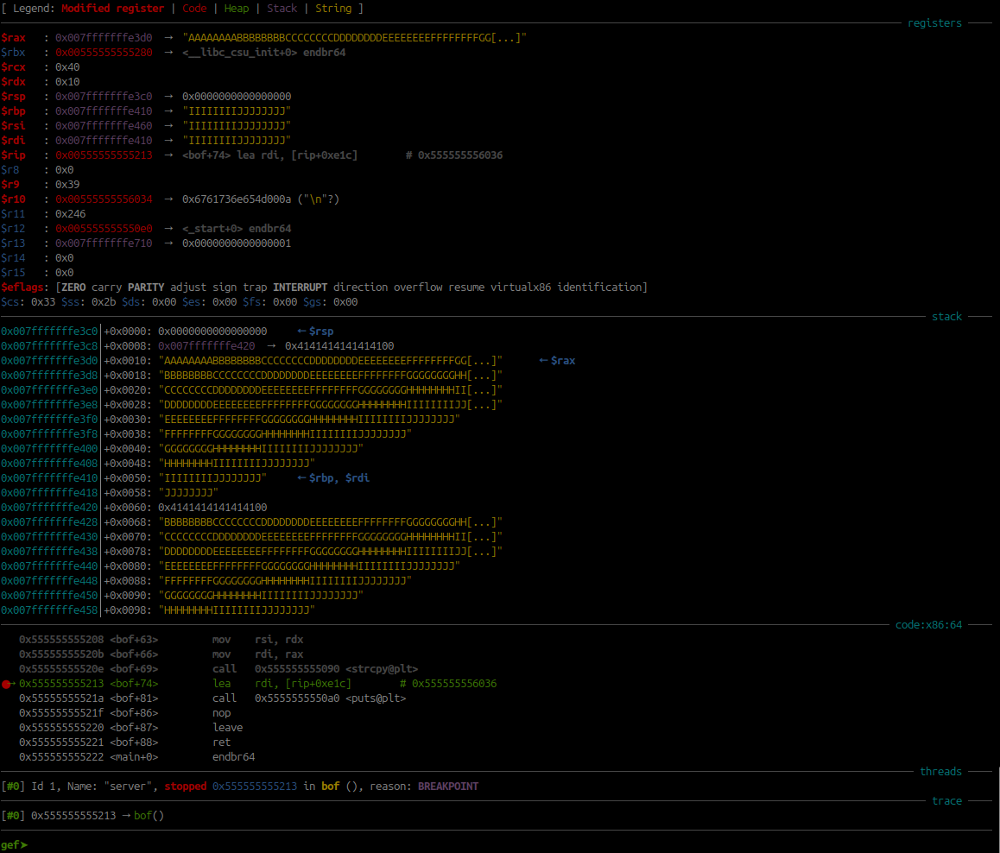 [ Legend: Modified register | Code | Heap | Stack | String ]
registers
$rax   : 0x007fffffffe3d0  →  "AAAAAAAABBBBBBBBCCCCCCCCDDDDDDDDEEEEEEEEFFFFFFFFGG[...]"
$rbx   : 0x00555555555280  →  <__libc_csu_init+0> endbr64
$rcx   : 0x40
$rdx   : 0x10
$rsp   : 0x007fffffffe3c0  →  0x0000000000000000
$rbp   : 0x007fffffffe410  →  "IIIIIIIIJJJJJJJJ"
$rsi   : 0x007fffffffe460  →  "IIIIIIIIJJJJJJJJ"
$rdi   : 0x007fffffffe410  →  "IIIIIIIIJJJJJJJJ"
$rip   : 0x00555555555213  →  <bof+74> lea rdi, [rip+0xe1c]        # 0x555555556036
$r8    : 0x0
$r9    : 0x39
$r10   : 0x00555555556034  →  0x6761736e654d000a ("\n"?)
$r11   : 0x246
$r12   : 0x005555555550e0  →  <_start+0> endbr64
$r13   : 0x007fffffffe710  →  0x0000000000000001
$r14   : 0x0
$r15   : 0x0
$eflags: [ZERO carry PARITY adjust sign trap INTERRUPT direction overflow resume virtualx86 identification]
$cs: 0x33 $ss: 0x2b $ds: 0x00 $es: 0x00 $fs: 0x00 $gs: 0x00
stack
0x007fffffffe3c0│+0x0000: 0x0000000000000000     ← $rsp
0x007fffffffe3c8│+0x0008: 0x007fffffffe420  →  0x4141414141414100
0x007fffffffe3d0│+0x0010: "AAAAAAAABBBBBBBBCCCCCCCCDDDDDDDDEEEEEEEEFFFFFFFFGG[...]"      ← $rax
0x007fffffffe3d8│+0x0018: "BBBBBBBBCCCCCCCCDDDDDDDDEEEEEEEEFFFFFFFFGGGGGGGGHH[...]"
0x007fffffffe3e0│+0x0020: "CCCCCCCCDDDDDDDDEEEEEEEEFFFFFFFFGGGGGGGGHHHHHHHHII[...]"
0x007fffffffe3e8│+0x0028: "DDDDDDDDEEEEEEEEFFFFFFFFGGGGGGGGHHHHHHHHIIIIIIIIJJ[...]"
0x007fffffffe3f0│+0x0030: "EEEEEEEEFFFFFFFFGGGGGGGGHHHHHHHHIIIIIIIIJJJJJJJJ"
0x007fffffffe3f8│+0x0038: "FFFFFFFFGGGGGGGGHHHHHHHHIIIIIIIIJJJJJJJJ"
0x007fffffffe400│+0x0040: "GGGGGGGGHHHHHHHHIIIIIIIIJJJJJJJJ"
0x007fffffffe408│+0x0048: "HHHHHHHHIIIIIIIIJJJJJJJJ"
0x007fffffffe410│+0x0050: "IIIIIIIIJJJJJJJJ"     ← $rbp, $rdi
0x007fffffffe418│+0x0058: "JJJJJJJJ"
0x007fffffffe420│+0x0060: 0x4141414141414100
0x007fffffffe428│+0x0068: "BBBBBBBBCCCCCCCCDDDDDDDDEEEEEEEEFFFFFFFFGGGGGGGGHH[...]"
0x007fffffffe430│+0x0070: "CCCCCCCCDDDDDDDDEEEEEEEEFFFFFFFFGGGGGGGGHHHHHHHHII[...]"
0x007fffffffe438│+0x0078: "DDDDDDDDEEEEEEEEFFFFFFFFGGGGGGGGHHHHHHHHIIIIIIIIJJ[...]"
0x007fffffffe440│+0x0080: "EEEEEEEEFFFFFFFFGGGGGGGGHHHHHHHHIIIIIIIIJJJJJJJJ"
0x007fffffffe448│+0x0088: "FFFFFFFFGGGGGGGGHHHHHHHHIIIIIIIIJJJJJJJJ"
0x007fffffffe450│+0x0090: "GGGGGGGGHHHHHHHHIIIIIIIIJJJJJJJJ"
0x007fffffffe458│+0x0098: "HHHHHHHHIIIIIIIIJJJJJJJJ"
code:x86:64
0x555555555208 <bof+63>         mov    rsi, rdx
0x55555555520b <bof+66>         mov    rdi, rax
0x55555555520e <bof+69>         call   0x555555555090 <strcpy@plt>
●→ 0x555555555213 <bof+74>         lea    rdi, [rip+0xe1c]        # 0x555555556036
0x55555555521a <bof+81>         call   0x5555555550a0 <puts@plt>
0x55555555521f <bof+86>         nop
0x555555555220 <bof+87>         leave
0x555555555221 <bof+88>         ret
0x555555555222 <main+0>         endbr64
threads
[#0] Id 1, Name: "server", stopped 0x555555555213 in bof (), reason: BREAKPOINT
trace
[#0] 0x555555555213 → bof()
gef➤